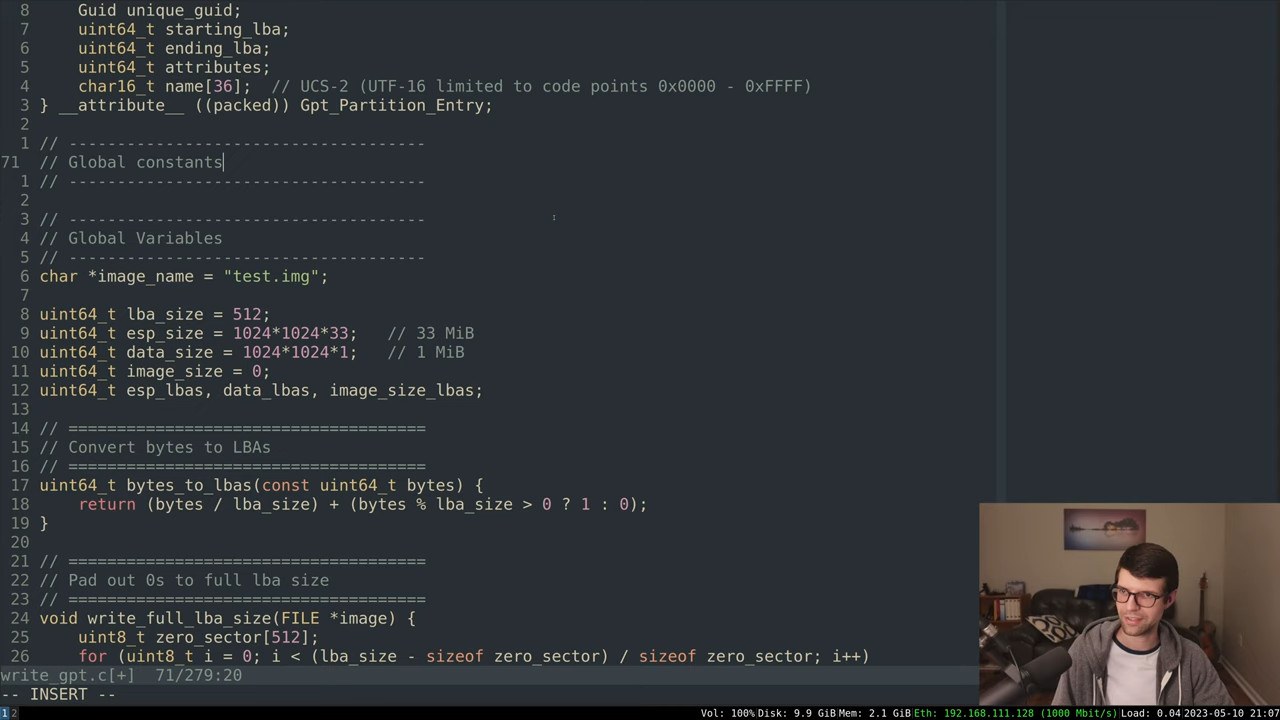 8     Guid unique_guid;
7     uint64_t starting_lba;
6     uint64_t ending_lba;
5     uint64_t attributes;
4     char16_t name[36];  // UCS-2 (UTF-16 limited to code points 0x0000 - 0xFFFF)
3 } __attribute__ ((packed)) Gpt_Partition_Entry;
2
1 // -------------------------------------
71 // Global constants
1 // -------------------------------------
2
3 // -------------------------------------
4 // Global Variables
5 // -------------------------------------
6 char *image_name = "test.img";
7
8 uint64_t lba_size = 512;
9 uint64_t esp_size = 1024*1024*33;   // 33 MiB
10 uint64_t data_size = 1024*1024*1;   // 1 MiB
11 uint64_t image_size = 0;
12 uint64_t esp_lbas, data_lbas, image_size_lbas;
13
14 // =====================================
15 // Convert bytes to LBAs
16 // =====================================
17 uint64_t bytes_to_lbas(const uint64_t bytes) {
18     return (bytes / lba_size) + (bytes % lba_size > 0 ? 1 : 0);
19 }
20
21 // =====================================
22 // Pad out 0s to full lba size
23 // =====================================
24 void write_full_lba_size(FILE *image) {
25     uint8_t zero_sector[512];
26     for (uint8_t i = 0; i < (lba_size - sizeof zero_sector) / sizeof zero_sector; i++)
write_gpt.c[+]  71/279:20
-- INSERT --
1 2 Vol: 100% Disk: 9.9 GiB Mem: 2.1 GiB Eth: 192.168.111.128 (1000 Mbit/s) Load: 0.04 2023-05-10 21:07